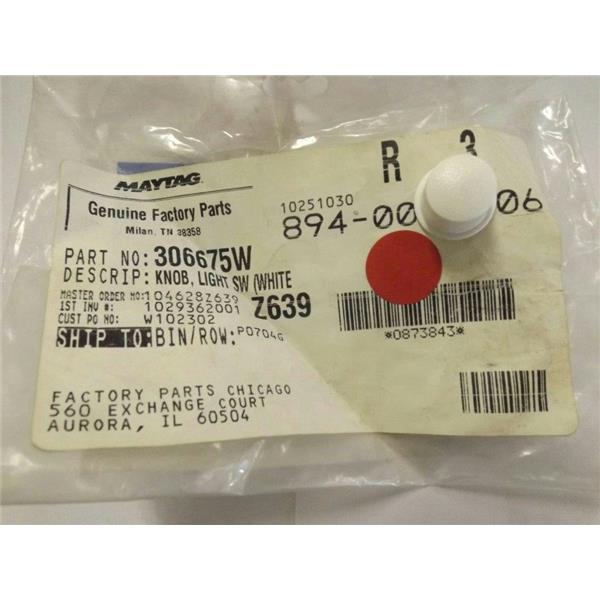 MAYTAG
Genuine Factory Parts
Milan, TN 38358
R 3
10251030
894-00 06
PART NO: 306675W
DESCRIP: KNOB, LIGHT SW (WHITE
MASTER ORDER NO: 104628Z639
1ST INV #: 1029362001 Z639
CUST PO NO: W102302
SHIP TO: BIN/ROW: P0704G
*0873843*
FACTORY PARTS CHICAGO
560 EXCHANGE COURT
AURORA, IL 60504